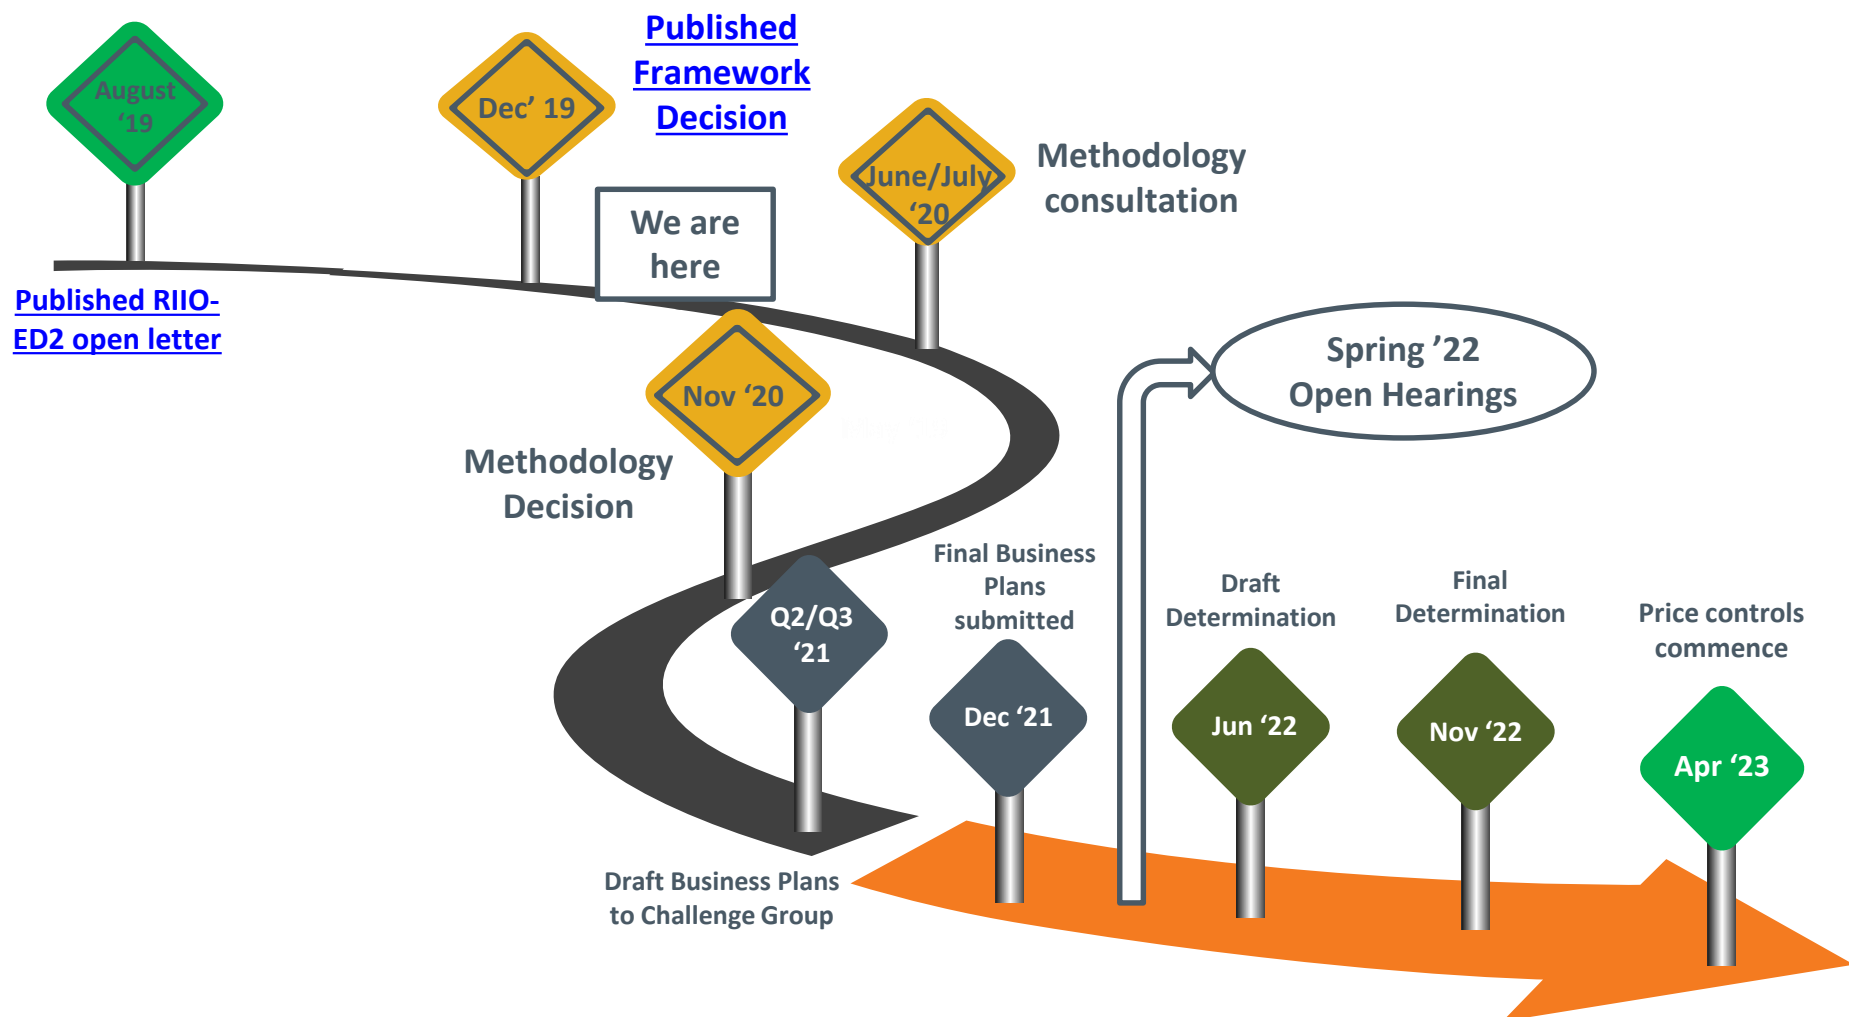 August
‘19
Published RIIO-
ED2 open letter
Dec’ 19
Published
Framework
Decision
We are
here
June/July
‘20
Methodology
consultation
Nov ‘20
Methodology
Decision
Q2/Q3
‘21
Draft Business Plans
to Challenge Group
Final Business
Plans
submitted
Dec ‘21
Spring ’22
Open Hearings
Draft
Determination
Jun ‘22
Final
Determination
Nov ‘22
Price controls
commence
Apr ‘23